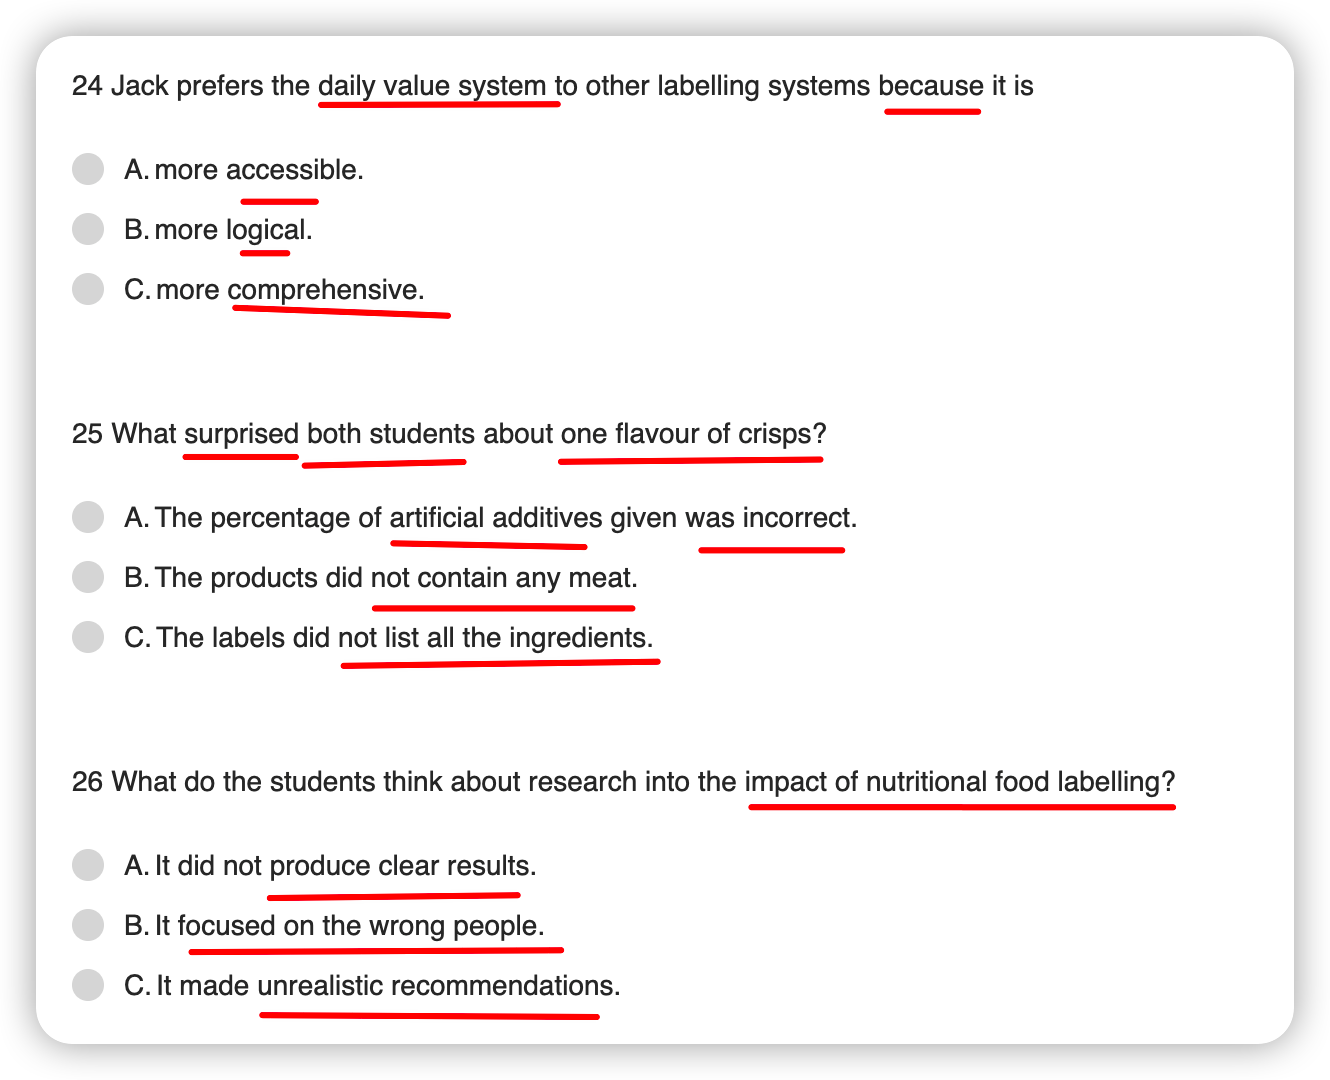 24 Jack prefers the daily value system to other labelling systems because it is
A. more accessible.
B. more logical.
C. more comprehensive.
25 What surprised both students about one flavour of crisps?
A. The percentage of artificial additives given was incorrect.
B. The products did not contain any meat.
C. The labels did not list all the ingredients.
26 What do the students think about research into the impact of nutritional food labelling?
A. It did not produce clear results.
B. It focused on the wrong people.
C. It made unrealistic recommendations.